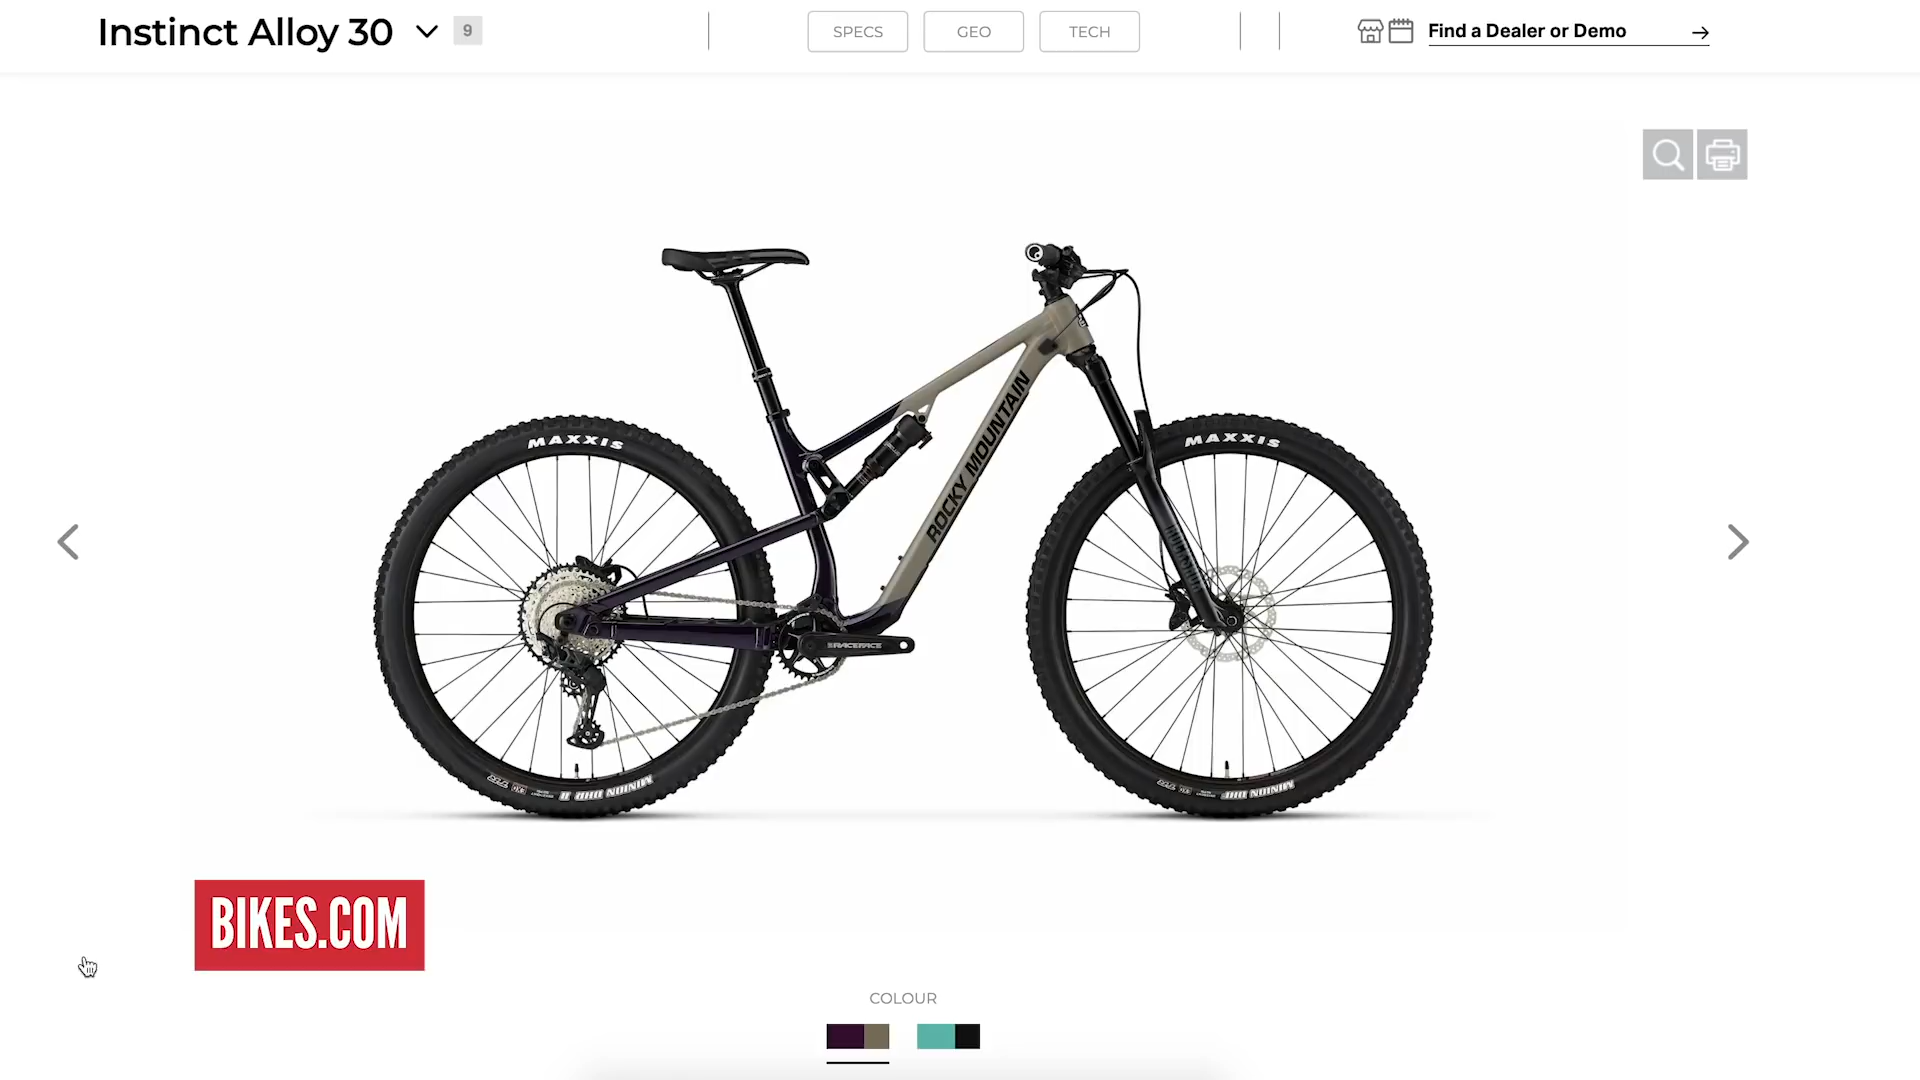 Instinct Alloy 30
9
SPECS
GEO
TECH
Find a Dealer or Demo
MAXXIS
MAXXIS
ROCKY MOUNTAIN
RACEFACE
MINION DHR II
MINION DHF
BIKES.COM
COLOUR